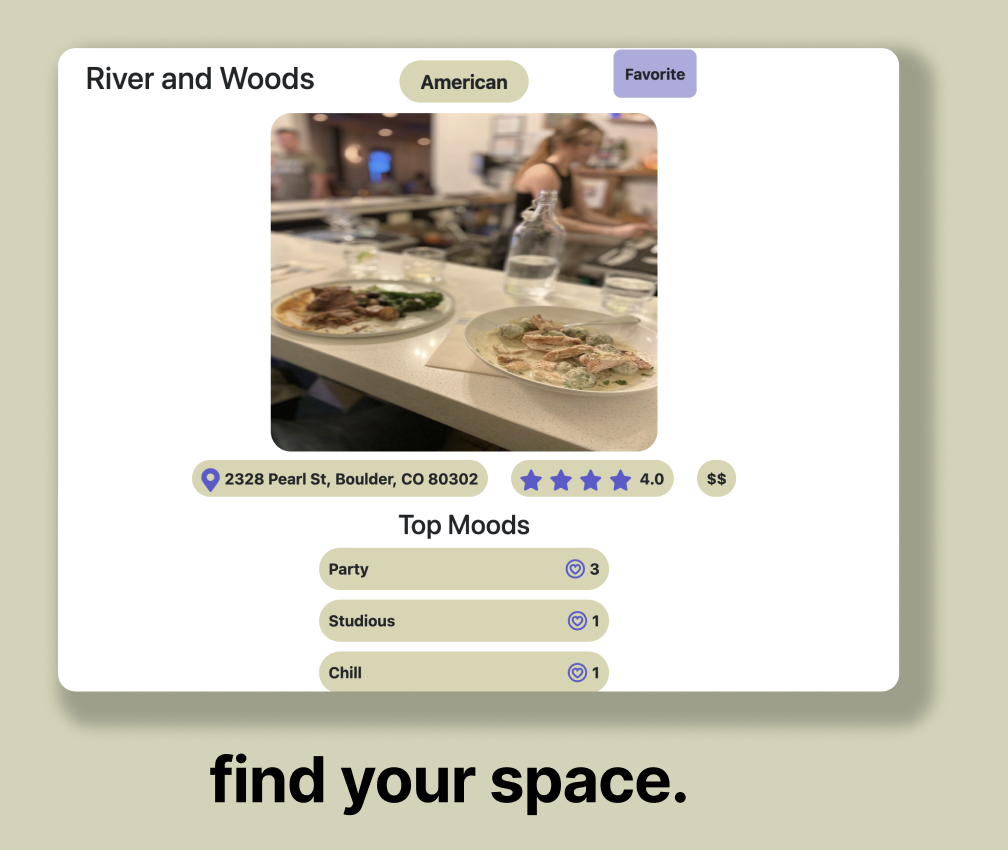 River and Woods
American
Favorite
2328 Pearl St, Boulder, CO 80302
4.0
$$
Top Moods
Party 3
Studious 1
Chill 1
find your space.